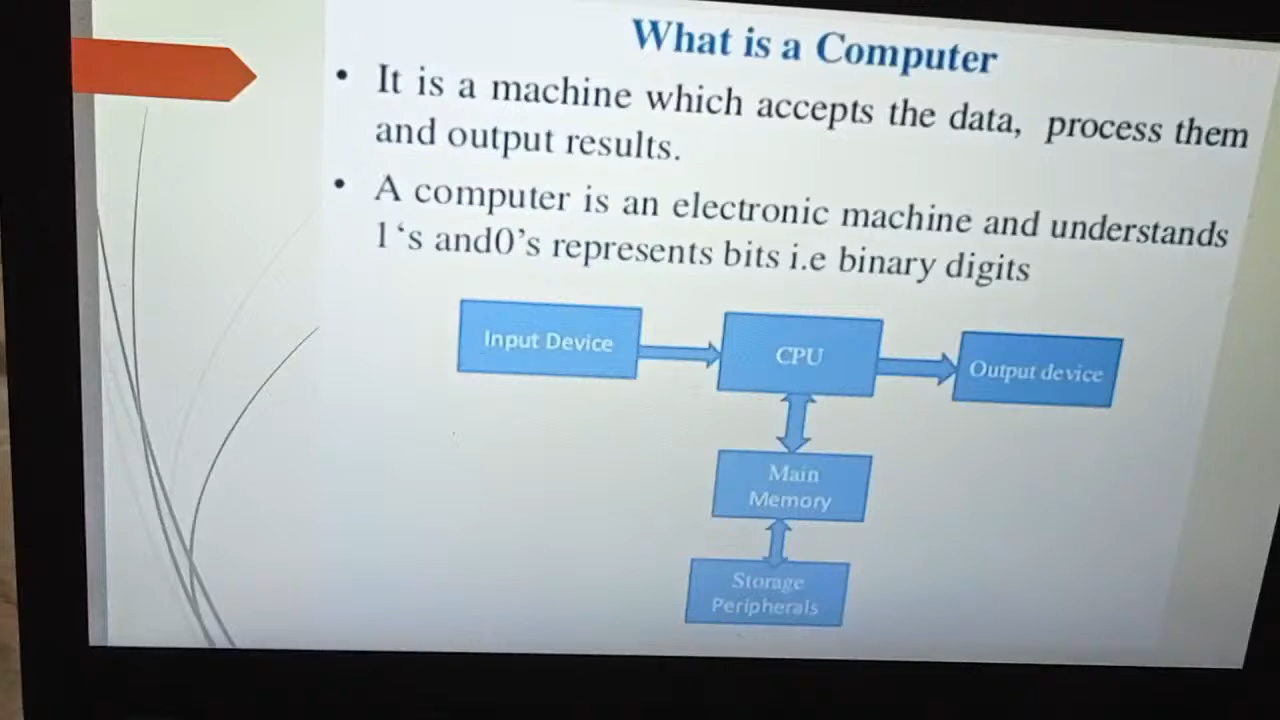 What is a Computer
• It is a machine which accepts the data, process them
and output results.
• A computer is an electronic machine and understands
1‘s and0’s represents bits i.e binary digits
Input Device
CPU
Output device
Main
Memory
Storage
Peripherals